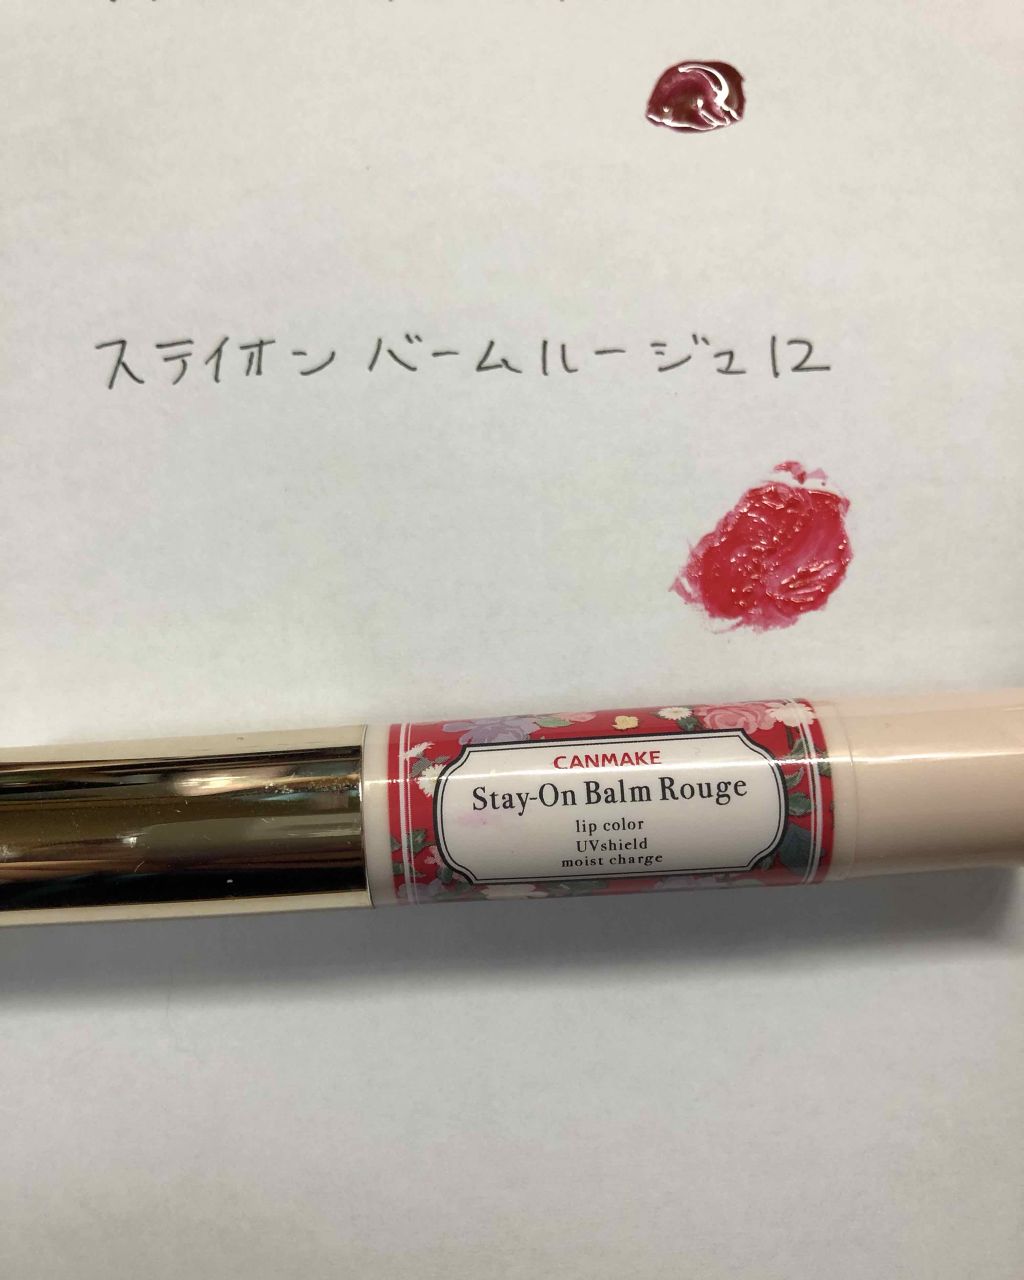 ステイオンバームルージュ12
CANMAKE
Stay-On Balm Rouge
lip color
UVshield
moist charge